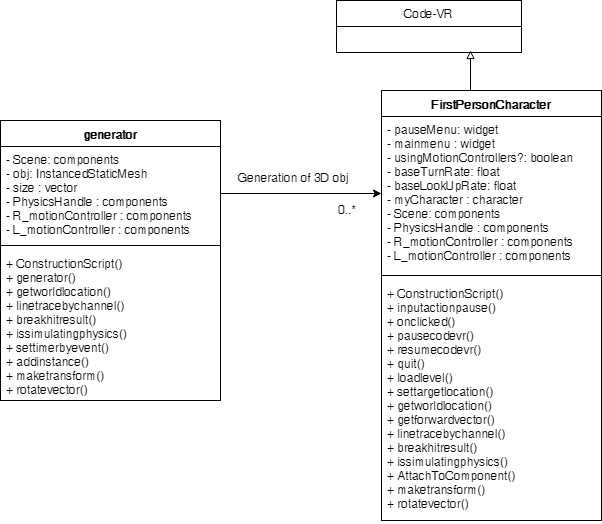 Code-VR
generator
- Scene: components
- obj: InstancedStaticMesh
- size : vector
- PhysicsHandle : components
- R_motionController : components
- L_motionController : components
+ ConstructionScript()
+ generator()
+ getworldlocation()
+ linetracebychannel()
+ breakhitresult()
+ issimulatingphysics()
+ settimerbyevent()
+ addinstance()
+ maketransform()
+ rotatevector()
Generation of 3D obj
0..*
FirstPersonCharacter
- pauseMenu: widget
- mainmenu : widget
- usingMotionControllers?: boolean
- baseTurnRate: float
- baseLookUpRate: float
- myCharacter : character
- Scene: components
- PhysicsHandle : components
- R_motionController : components
- L_motionController : components
+ ConstructionScript()
+ inputactionpause()
+ onclicked()
+ pausecodevr()
+ resumecodevr()
+ quit()
+ loadlevel()
+ settargetlocation()
+ getworldlocation()
+ getforwardvector()
+ linetracebychannel()
+ breakhitresult()
+ issimulatingphysics()
+ AttachToComponent()
+ maketransform()
+ rotatevector()